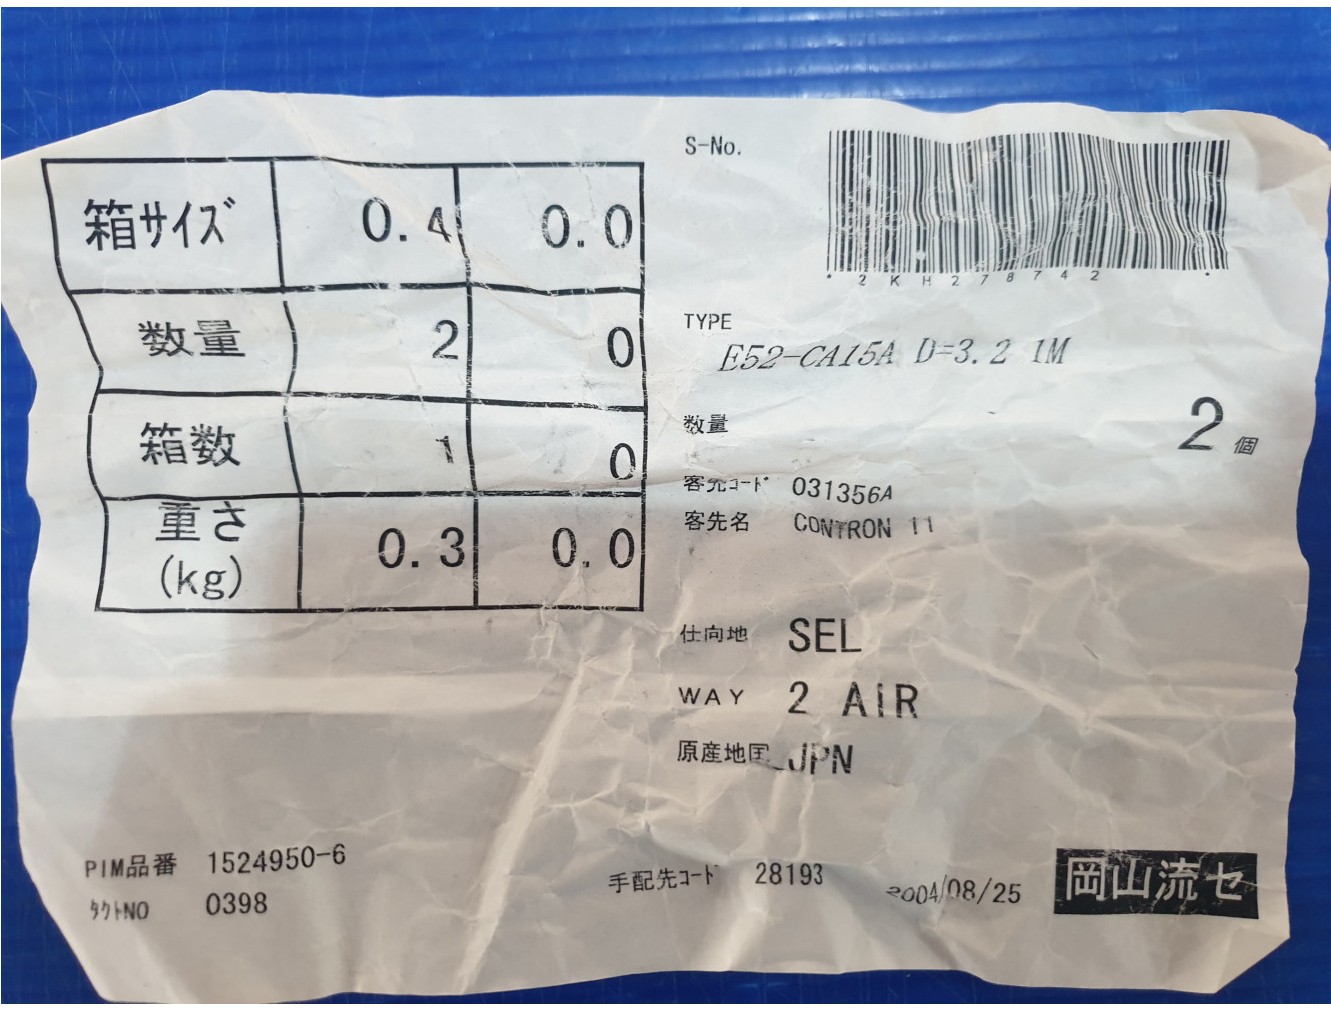 箱サイズ 0.4 0.0
数量 2 0
箱数 1 0
重さ(kg) 0.3 0.0
S-No.
*2KH278742*
TYPE
E52-CA15A D=3.2 1M
数量 2個
客先コード 031356A
客先名 CONTRON 11
仕向地 SEL
WAY 2 AIR
原産地国 JPN
PIM品番 1524950-6
タクトNO 0398
手配先コード 28193
2004/08/25
岡山流セ